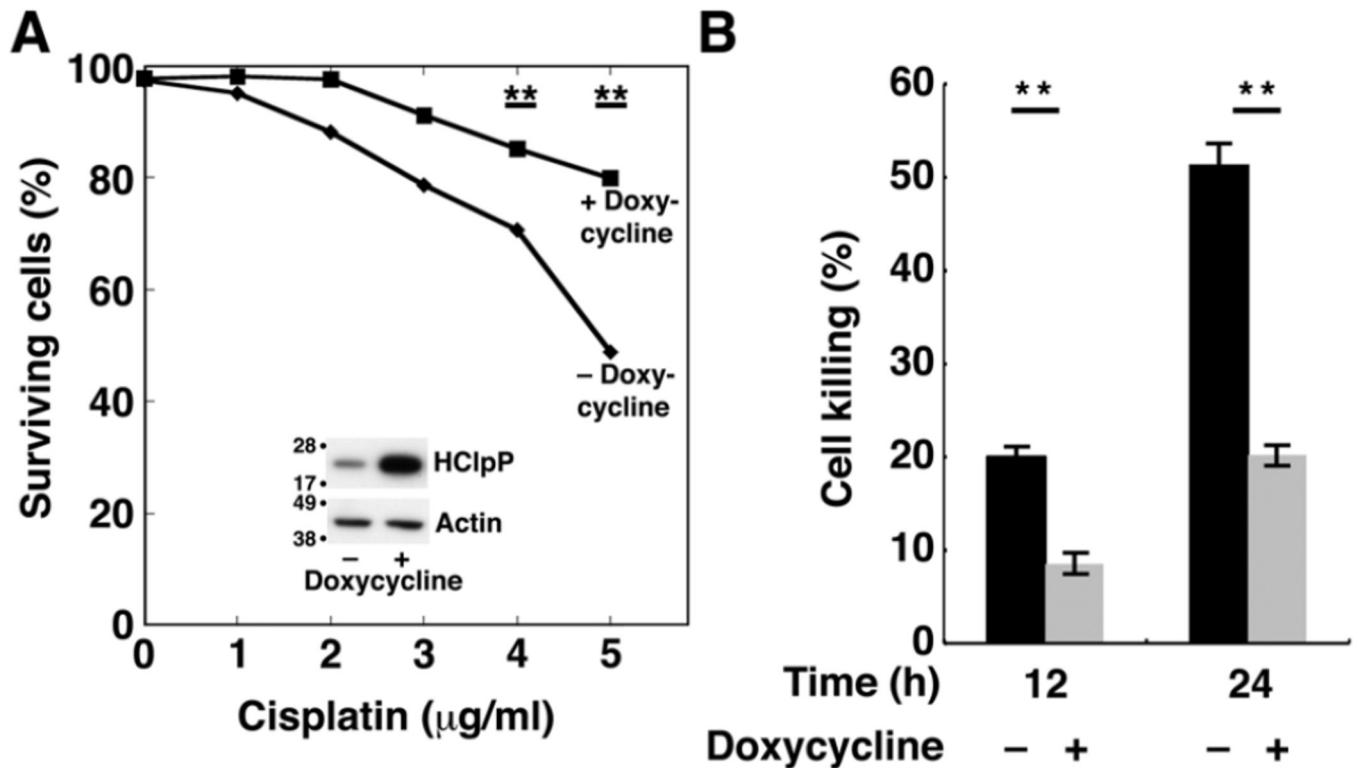 A
100
80
60
40
20
0
Surviving cells (%)
** **
+ Doxy-
cycline
– Doxy-
cycline
28•
17•
HClpP
49•
38•
Actin
– +
Doxycycline
0 1 2 3 4 5
Cisplatin (μg/ml)
B
60
50
40
30
20
10
0
Cell killing (%)
** **
Time (h) 12 24
Doxycycline – + – +